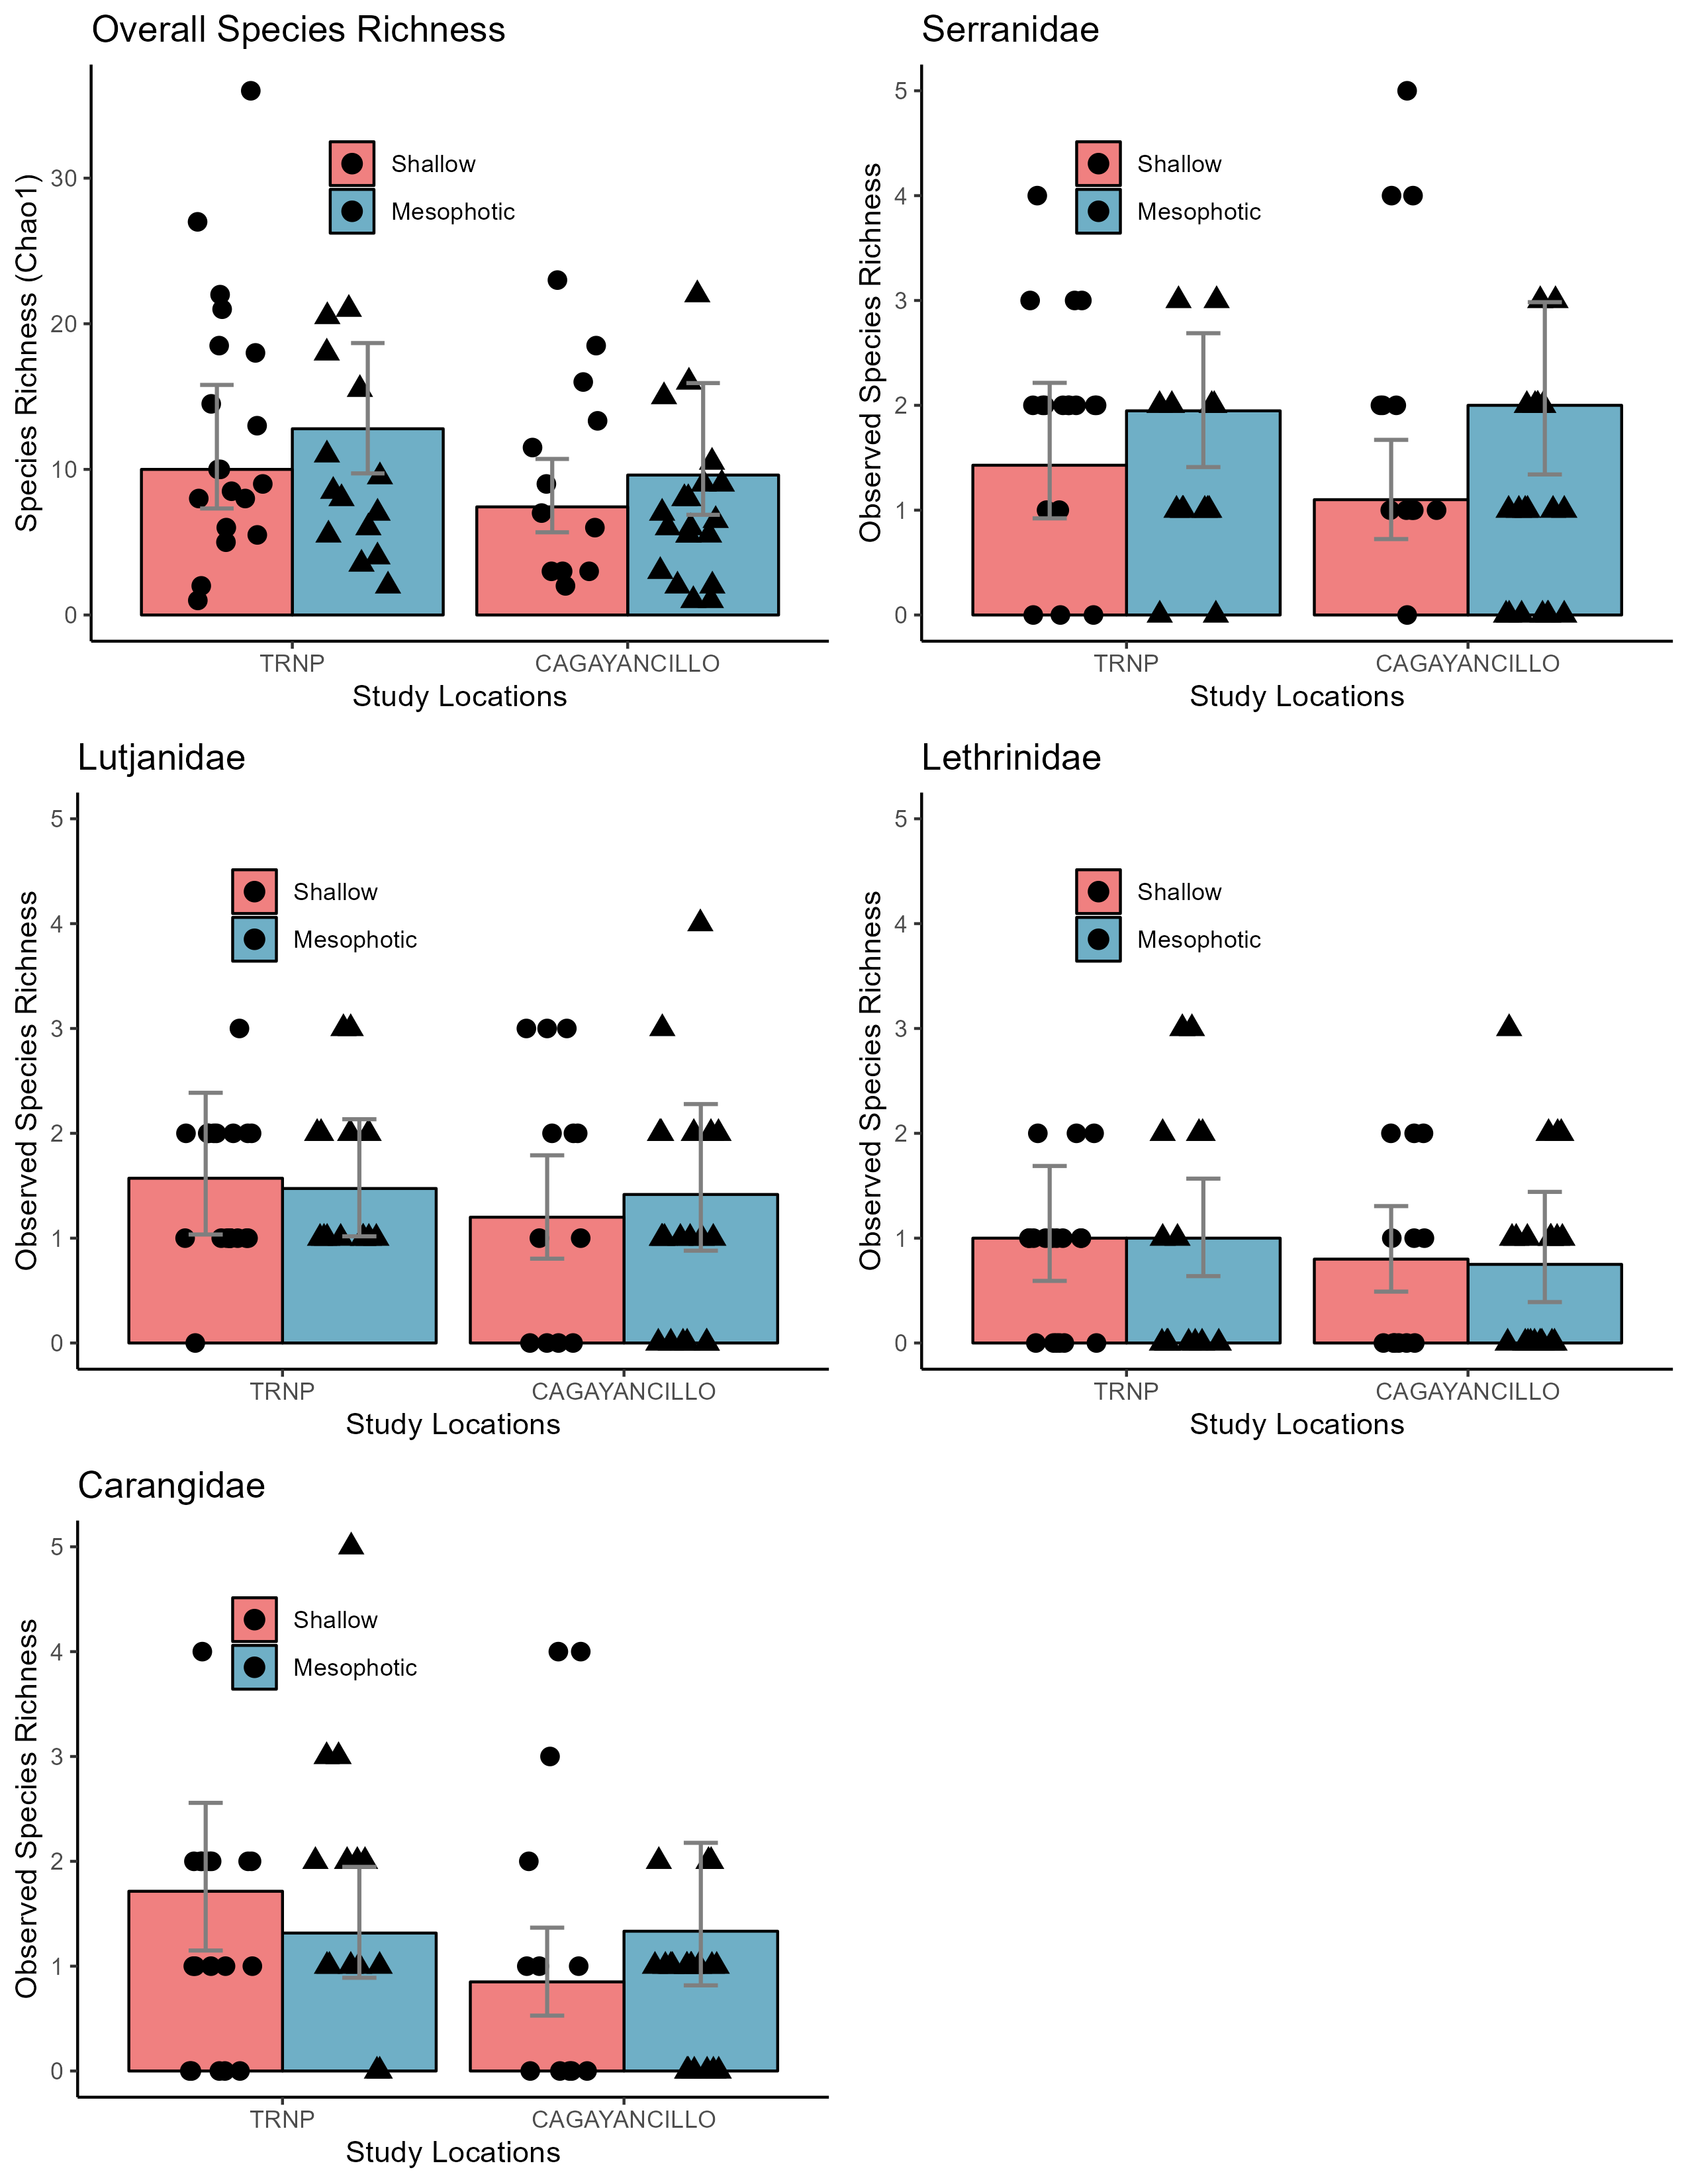 Overall Species Richness
Species Richness (Chao1)
30
20
10
0
Shallow
Mesophotic
TRNP
CAGAYANCILLO
Study Locations
Serranidae
Observed Species Richness
5
4
3
2
1
0
Shallow
Mesophotic
TRNP
CAGAYANCILLO
Study Locations
Lutjanidae
Observed Species Richness
5
4
3
2
1
0
Shallow
Mesophotic
TRNP
CAGAYANCILLO
Study Locations
Lethrinidae
Observed Species Richness
5
4
3
2
1
0
Shallow
Mesophotic
TRNP
CAGAYANCILLO
Study Locations
Carangidae
Observed Species Richness
5
4
3
2
1
0
Shallow
Mesophotic
TRNP
CAGAYANCILLO
Study Locations